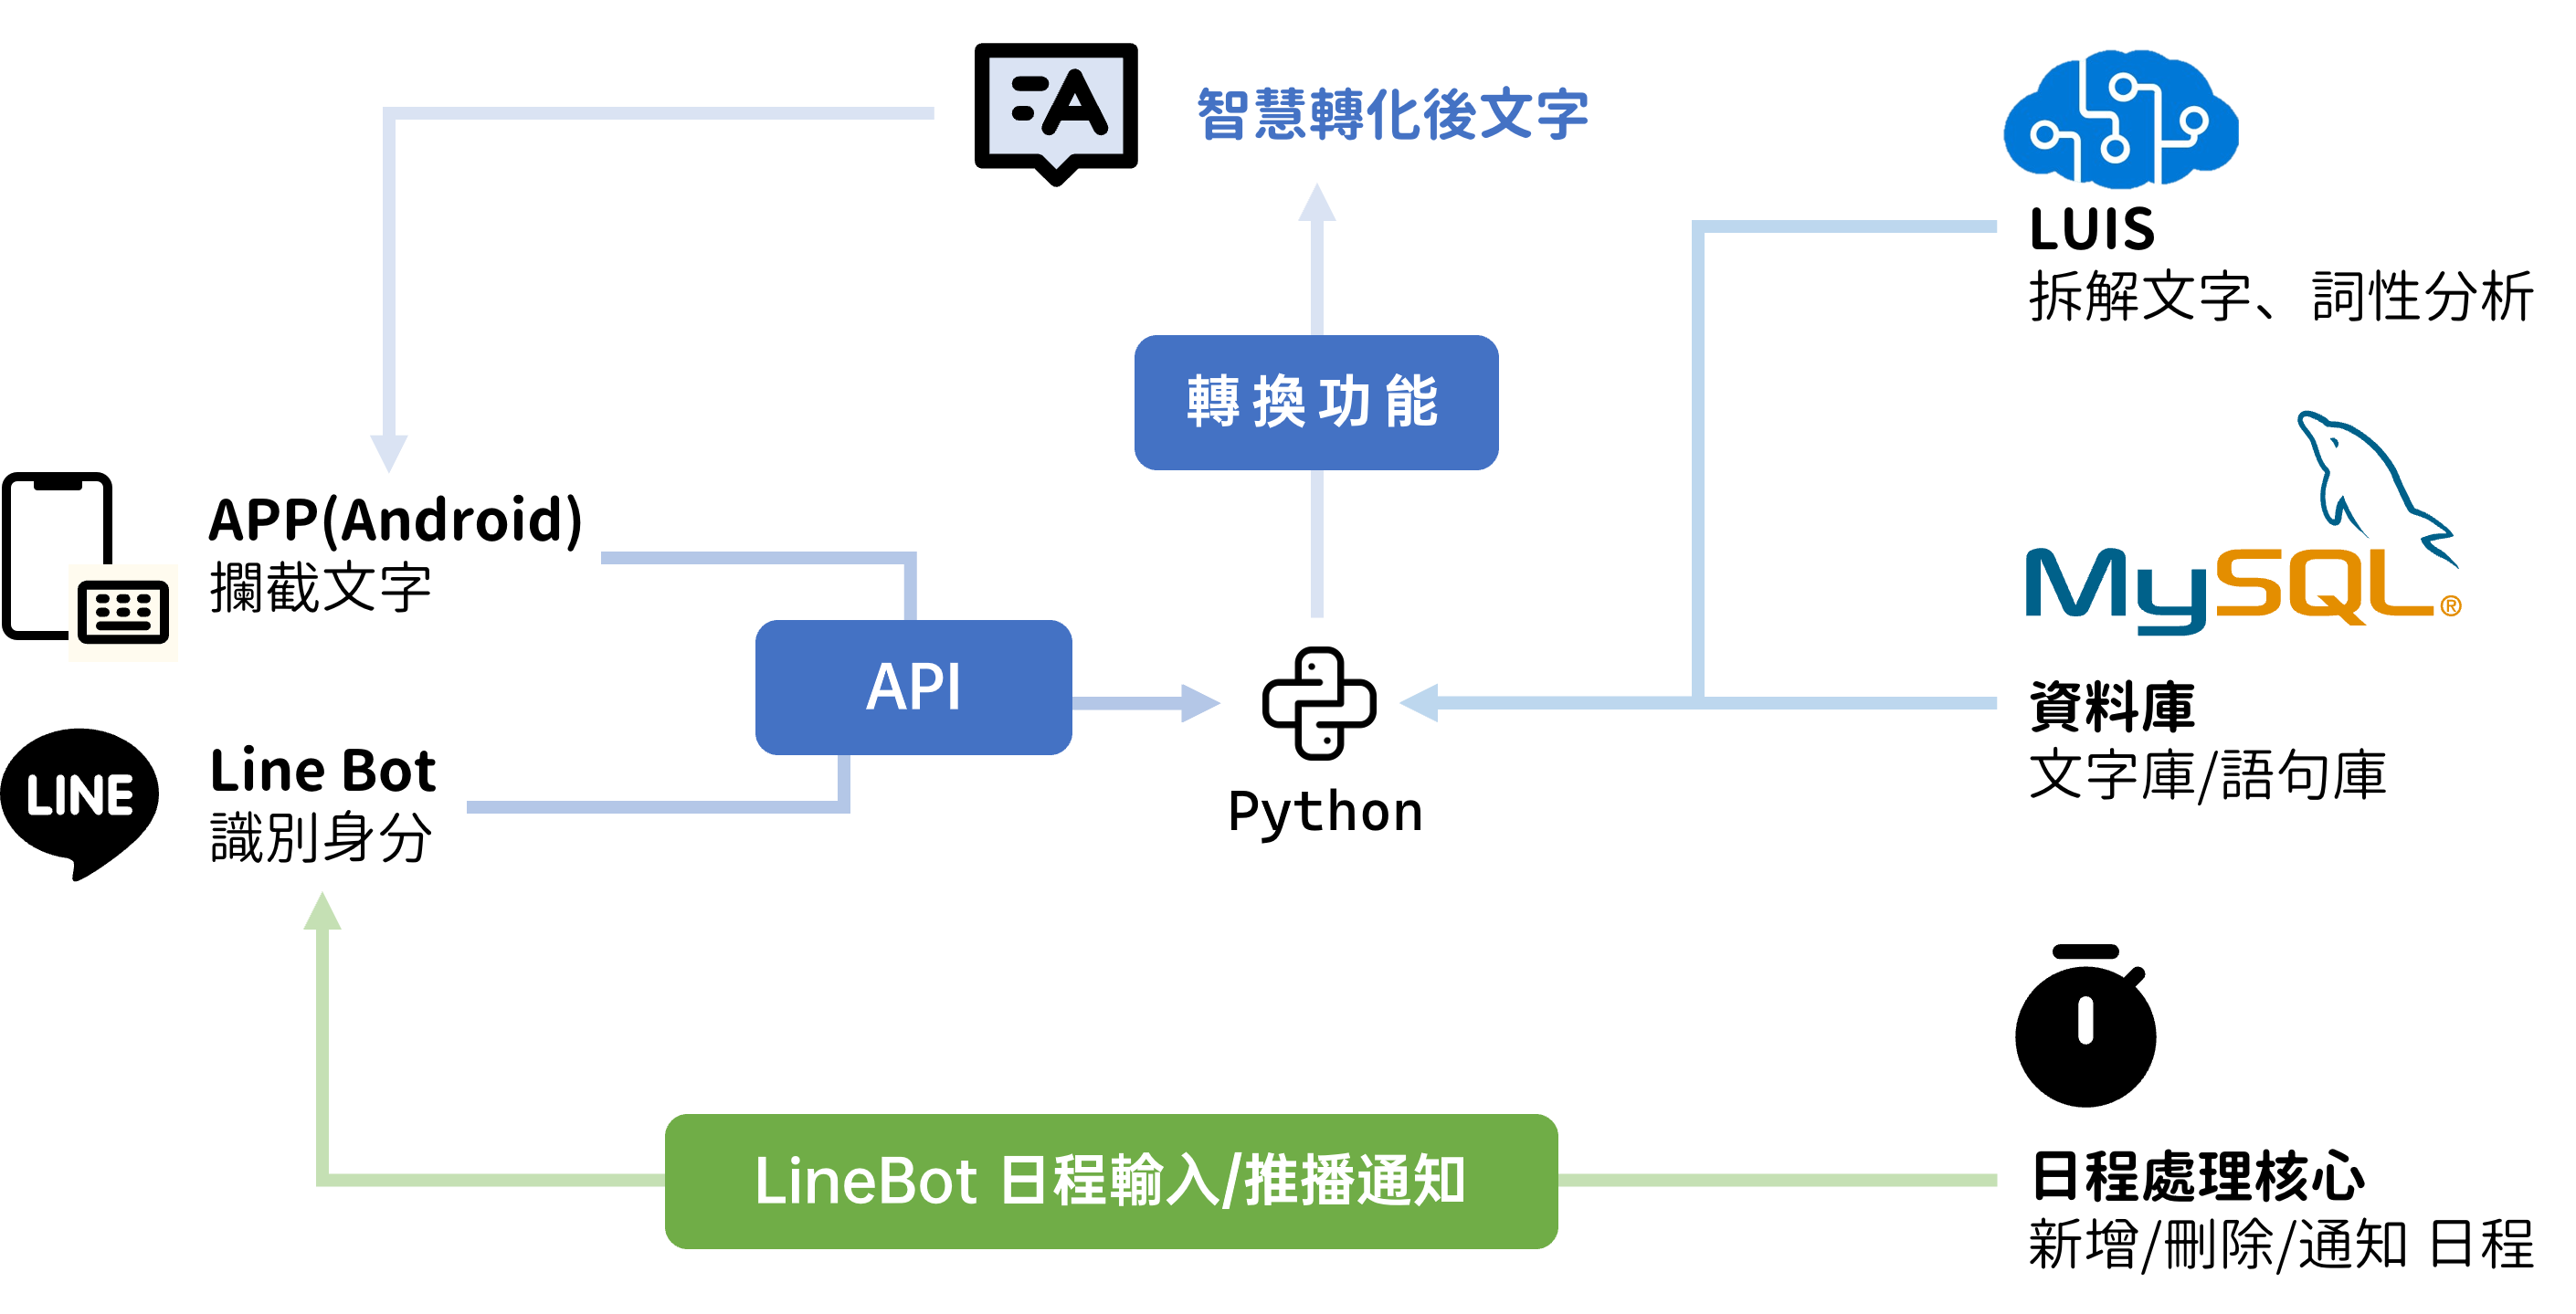 智慧轉化後文字
LUIS
拆解文字、詞性分析
轉換功能
APP(Android)
攔截文字
MySQL®
API
資料庫
文字庫/語句庫
LINE
Line Bot
識別身分
Python
LineBot 日程輸入/推播通知
日程處理核心
新增/刪除/通知 日程